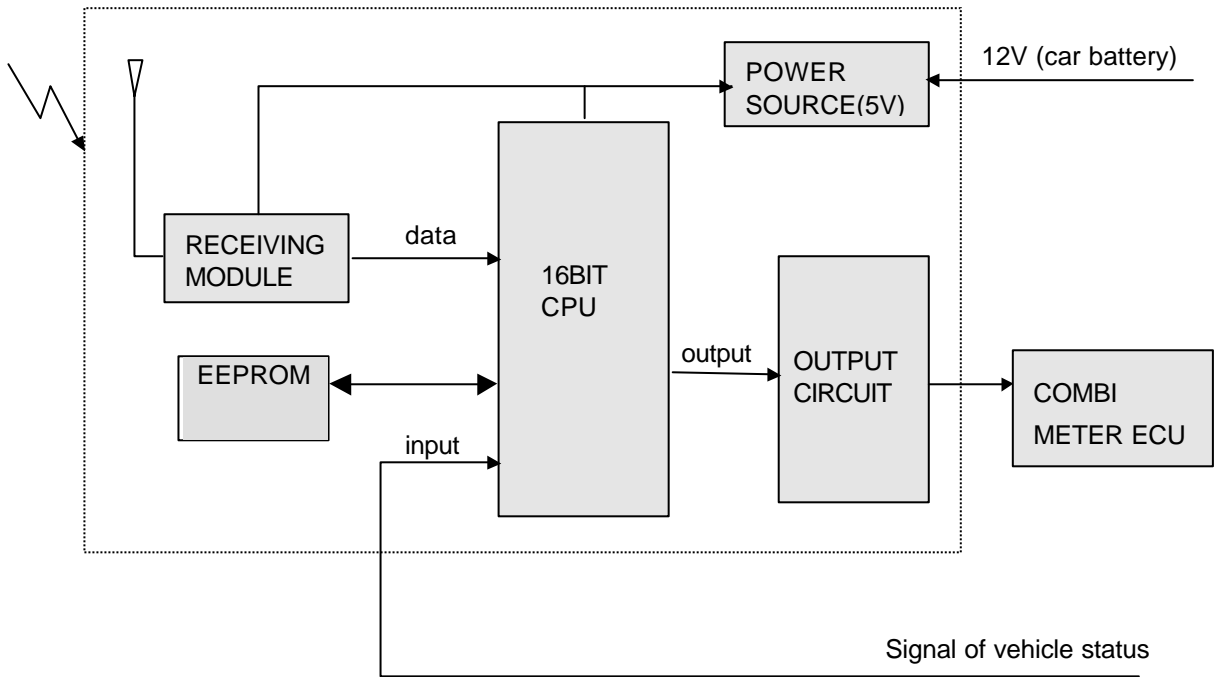 12V (car battery)
POWER
SOURCE(5V)
RECEIVING
MODULE
data
16BIT
CPU
EEPROM
input
output
OUTPUT
CIRCUIT
COMBI
METER ECU
Signal of vehicle status